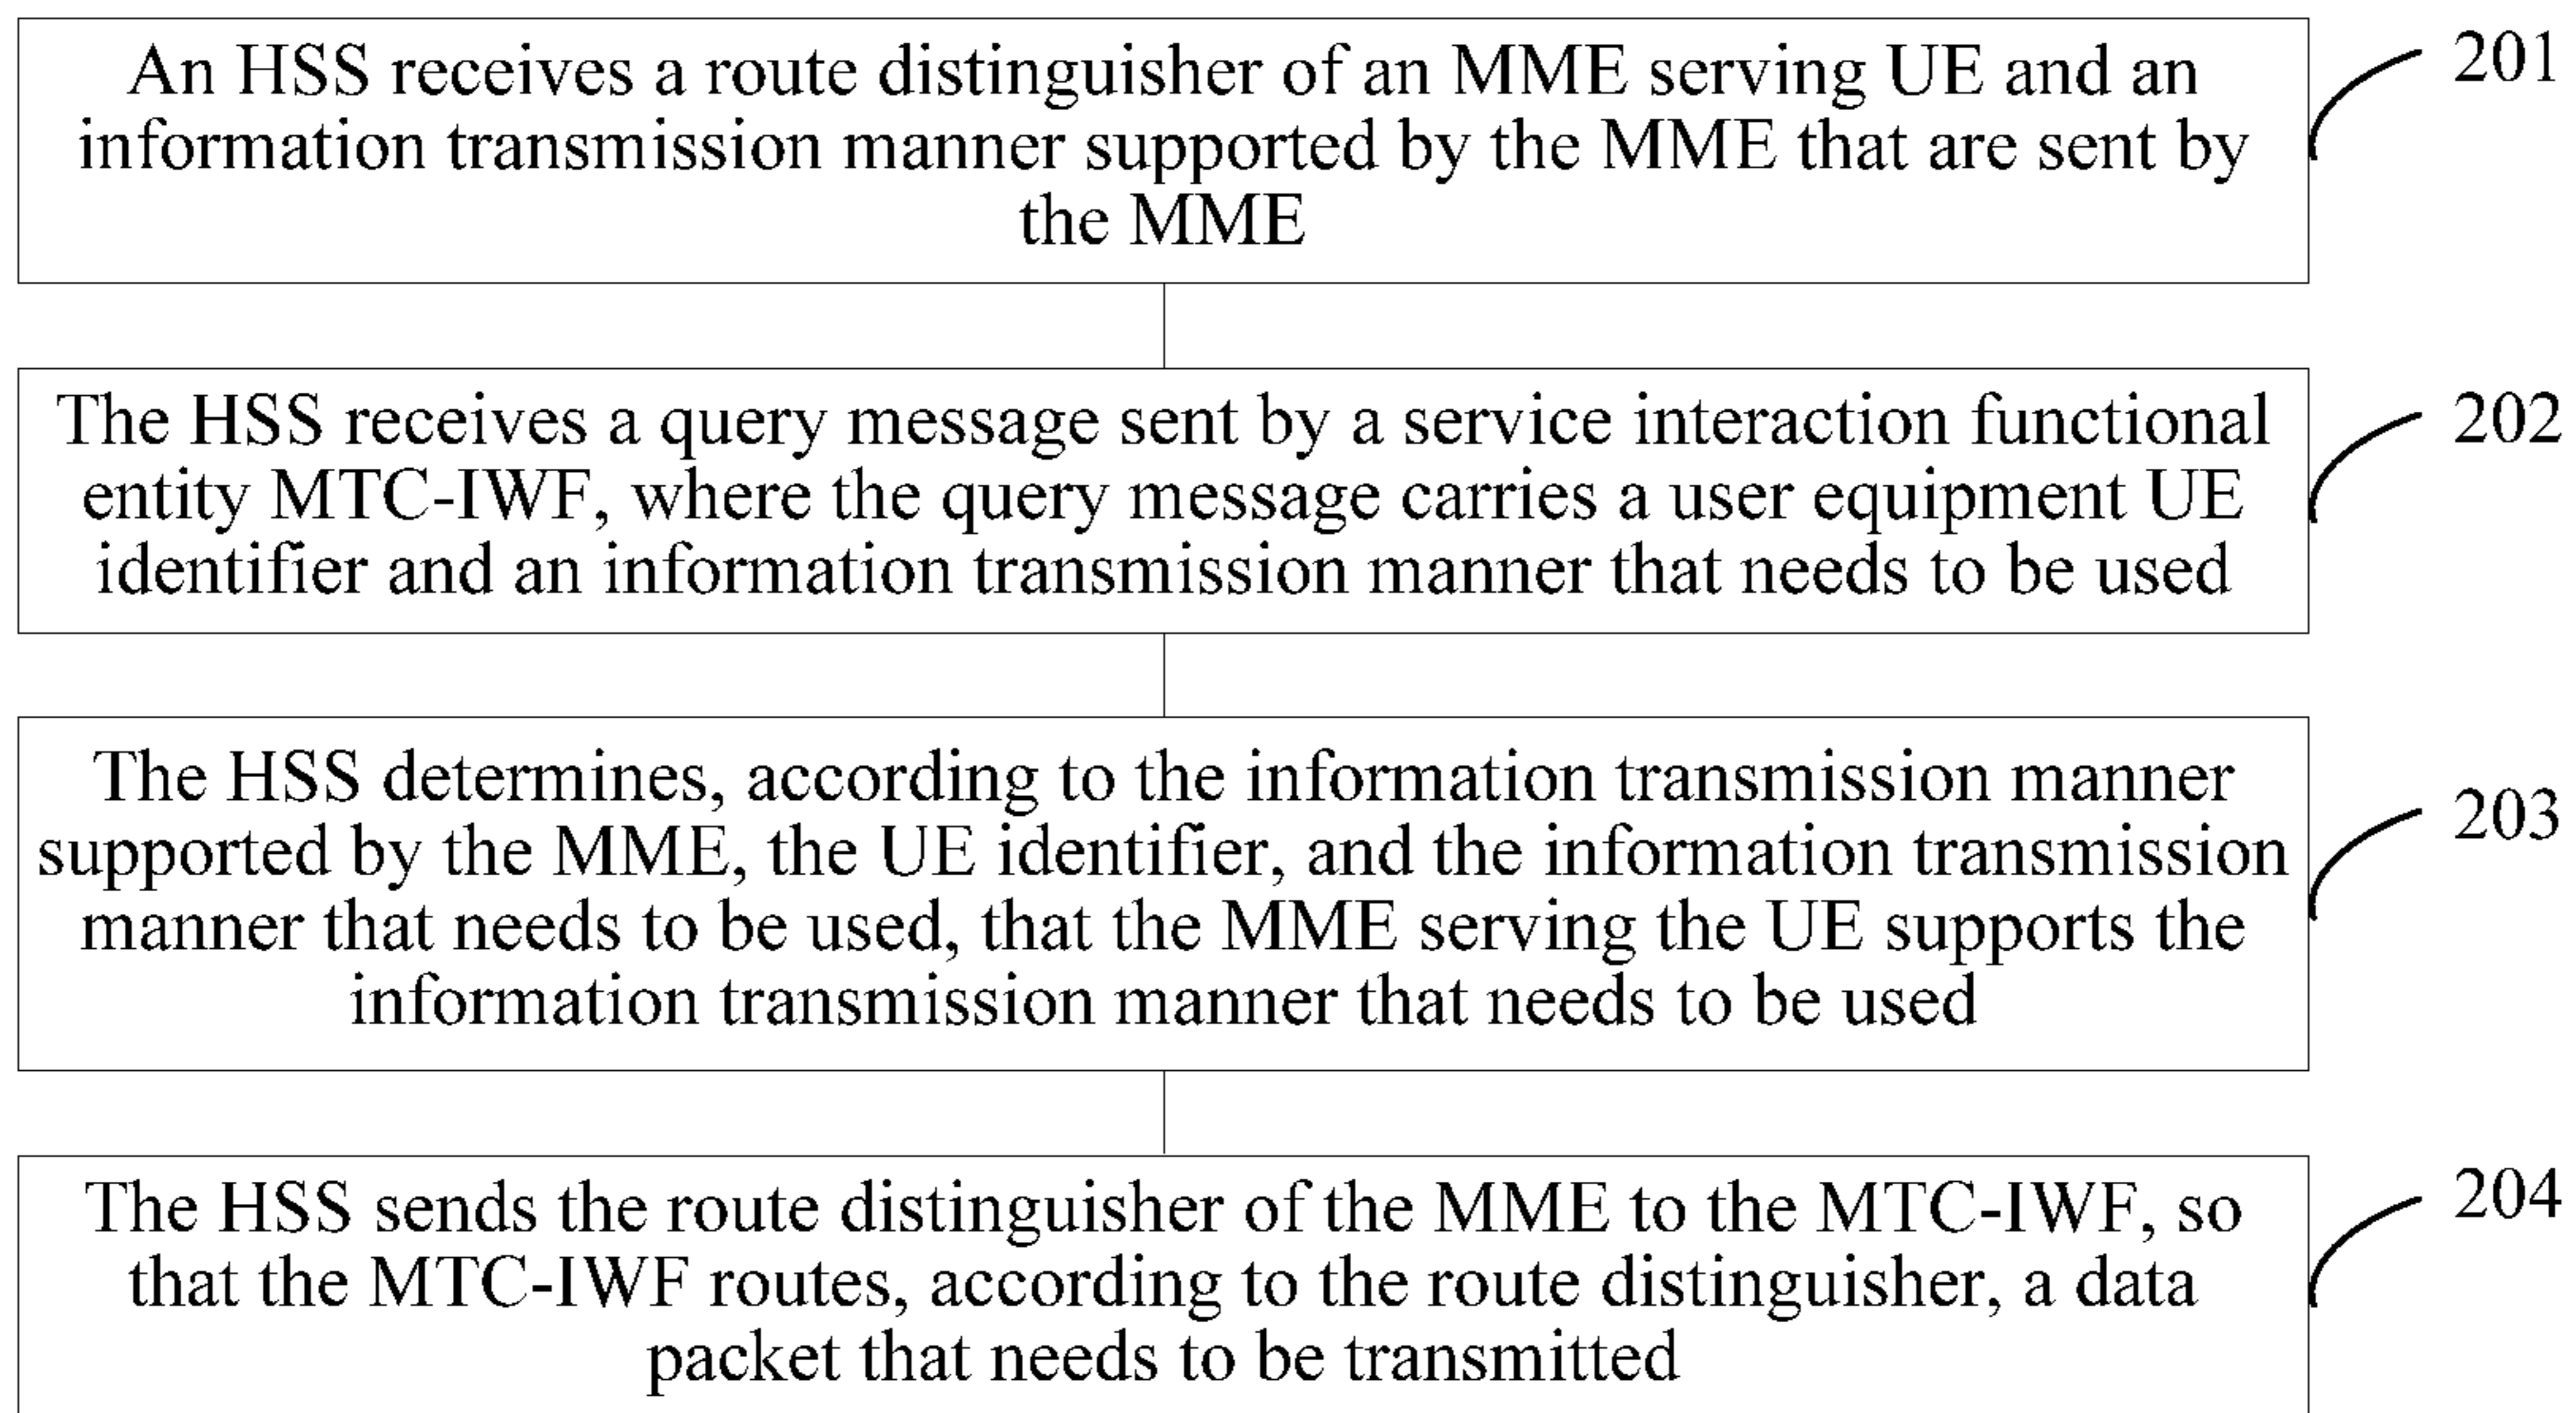 An HSS receives a route distinguisher of an MME serving UE and an
information transmission manner supported by the MME that are sent by
the MME
201
The HSS receives a query message sent by a service interaction functional
entity MTC-IWF, where the query message carries a user equipment UE
identifier and an information transmission manner that needs to be used
202
The HSS determines, according to the information transmission manner
supported by the MME, the UE identifier, and the information transmission
manner that needs to be used, that the MME serving the UE supports the
information transmission manner that needs to be used
203
The HSS sends the route distinguisher of the MME to the MTC-IWF, so
that the MTC-IWF routes, according to the route distinguisher, a data
packet that needs to be transmitted
204